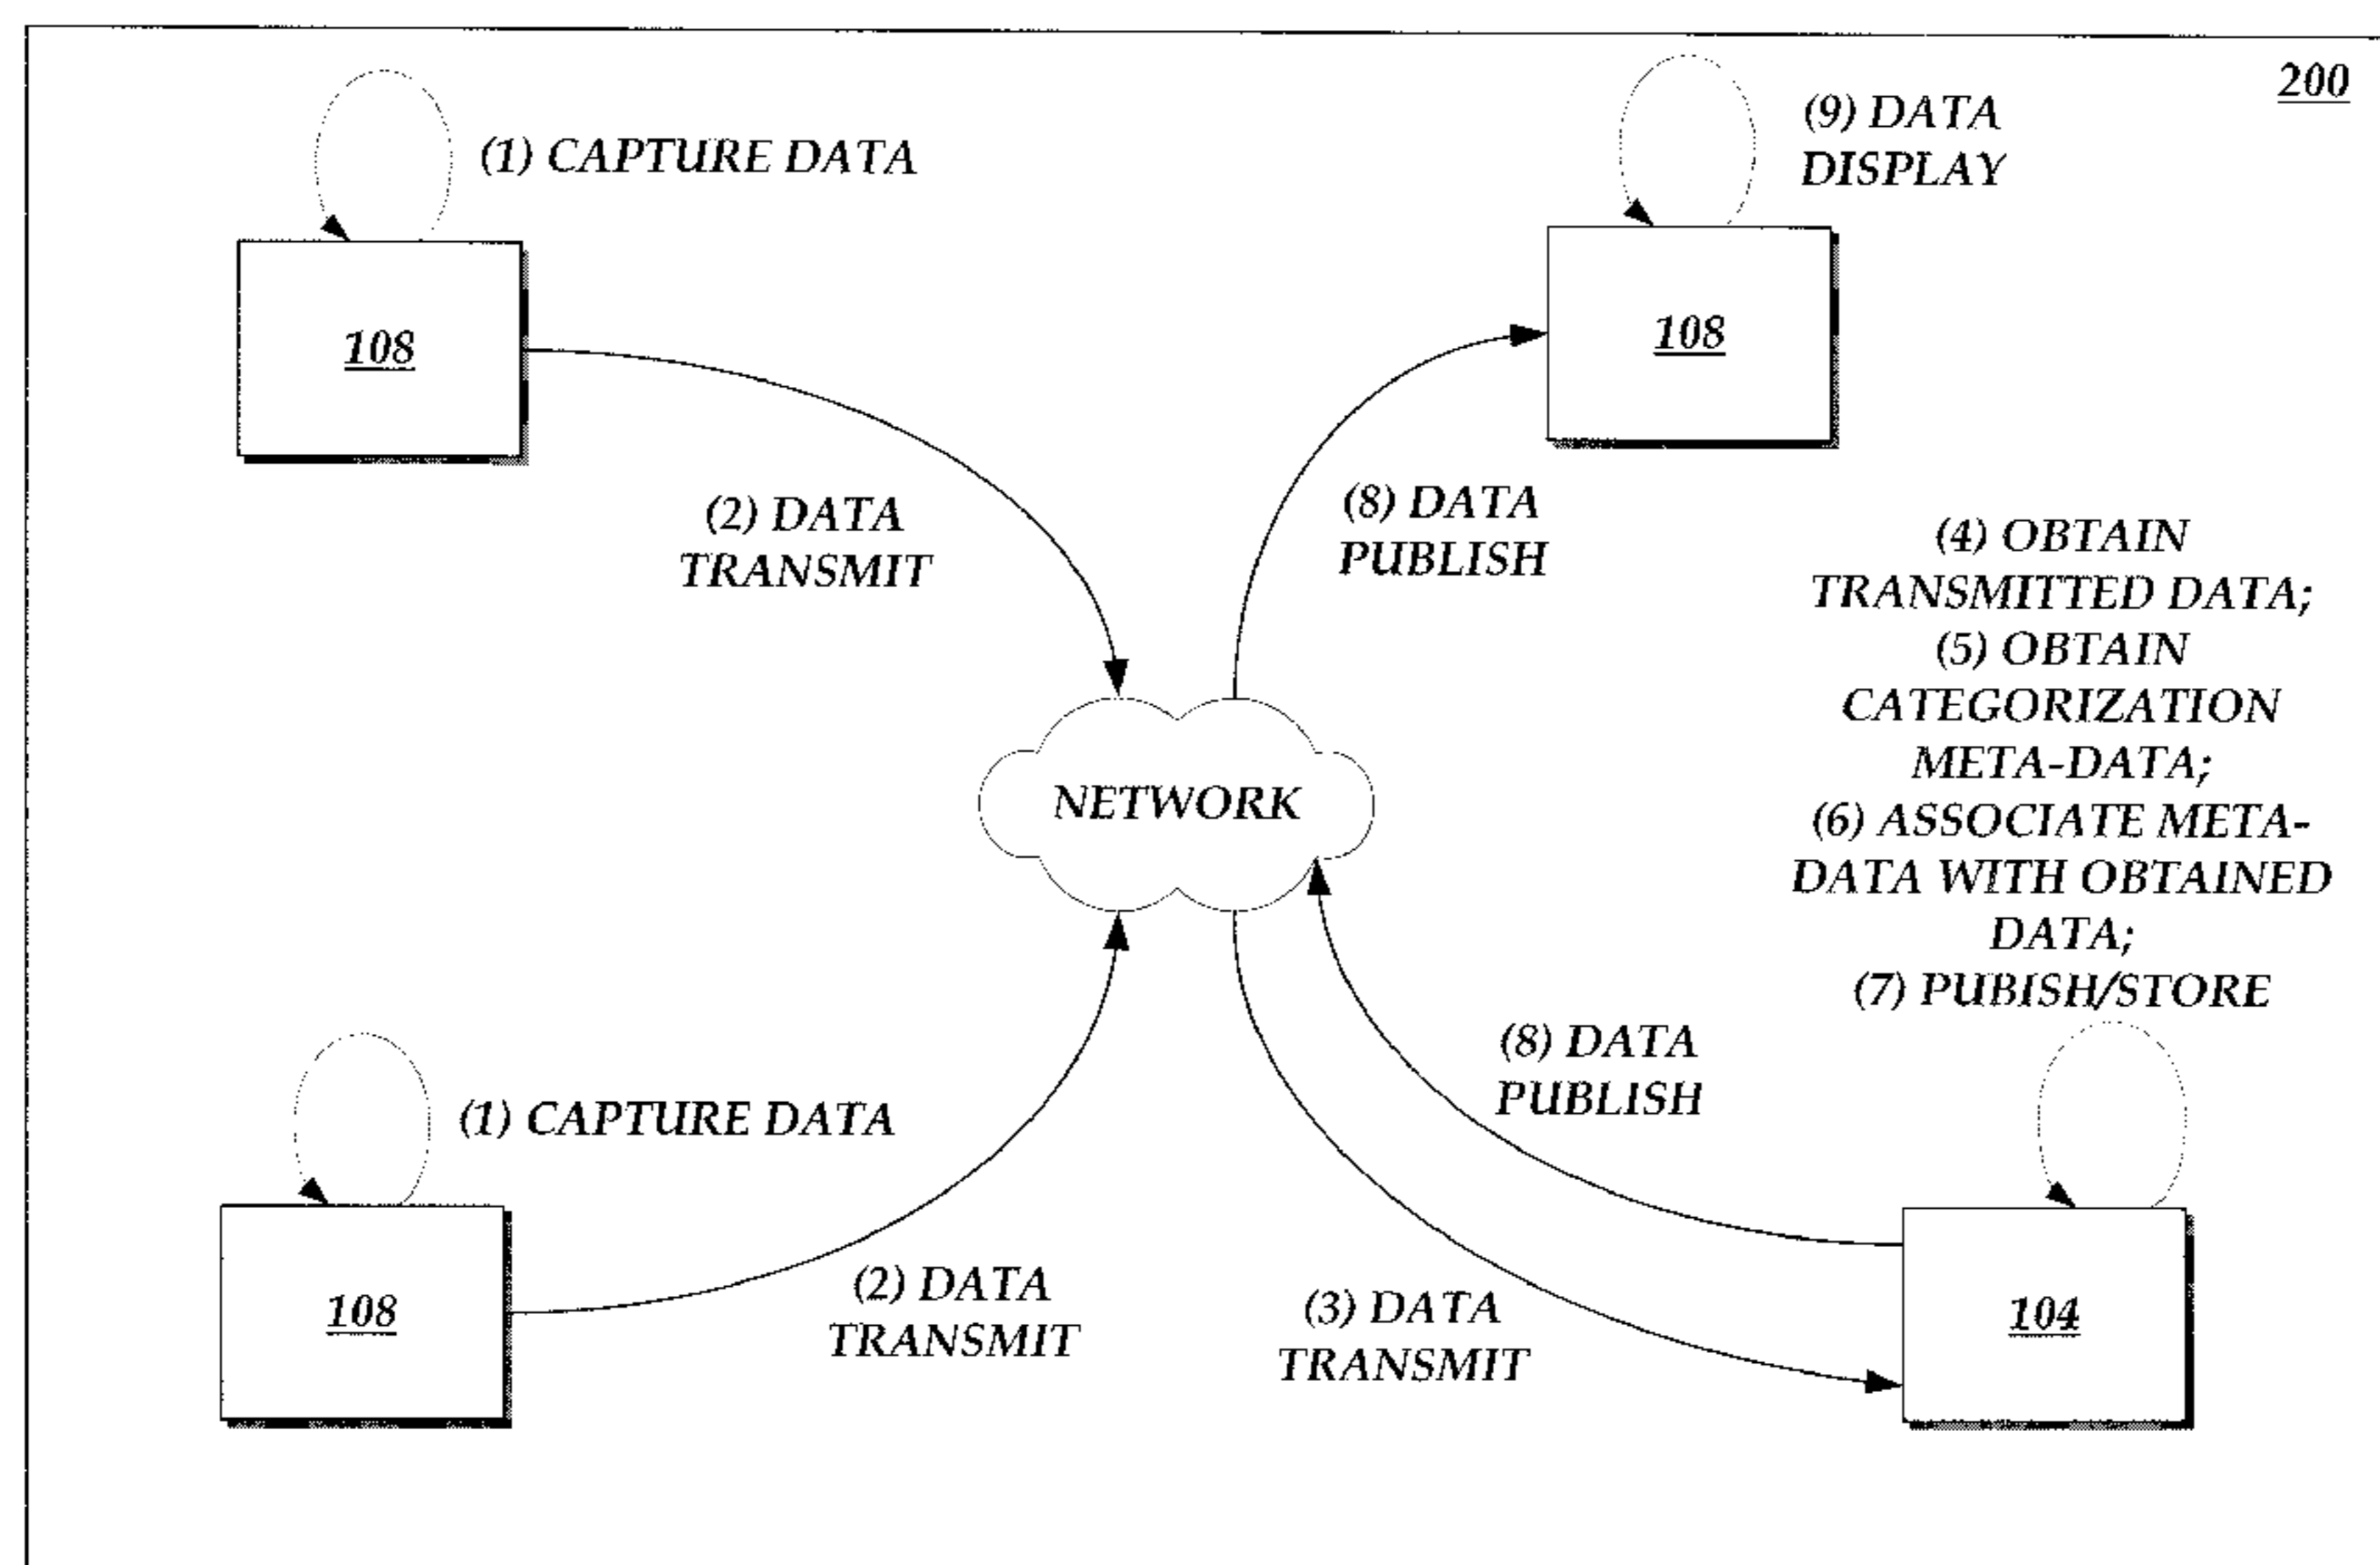 200
(1) CAPTURE DATA
108
(2) DATA
TRANSMIT
(9) DATA
DISPLAY
108
(8) DATA
PUBLISH
(4) OBTAIN
TRANSMITTED DATA;
(5) OBTAIN
CATEGORIZATION
META-DATA;
(6) ASSOCIATE META-
DATA WITH OBTAINED
DATA;
(7) PUBISH/STORE
NETWORK
(1) CAPTURE DATA
108
(2) DATA
TRANSMIT
(8) DATA
PUBLISH
(3) DATA
TRANSMIT
104